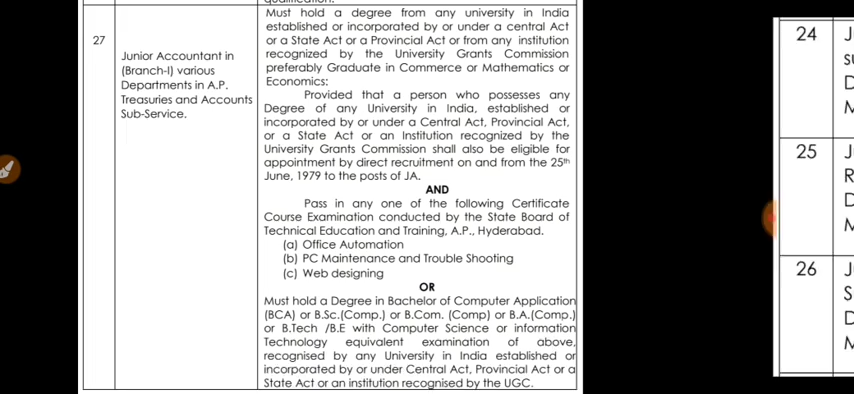 qualification.
27
Junior Accountant in
(Branch-I) various
Departments in A.P.
Treasuries and Accounts
Sub-Service.
Must hold a degree from any university in India
established or incorporated by or under a central Act
or a State Act or a Provincial Act or from any institution
recognized by the University Grants Commission
preferably Graduate in Commerce or Mathematics or
Economics:
Provided that a person who possesses any
Degree of any University in India, established or
incorporated by or under a Central Act, Provincial Act,
or a State Act or an Institution recognized by the
University Grants Commission shall also be eligible for
appointment by direct recruitment on and from the 25th
June, 1979 to the posts of JA.
AND
Pass in any one of the following Certificate
Course Examination conducted by the State Board of
Technical Education and Training, A.P., Hyderabad.
(a) Office Automation
(b) PC Maintenance and Trouble Shooting
(c) Web designing
OR
Must hold a Degree in Bachelor of Computer Application
(BCA) or B.Sc.(Comp.) or B.Com. (Comp) or B.A.(Comp.)
or B.Tech /B.E with Computer Science or information
Technology equivalent examination of above,
recognised by any University in India established or
incorporated by or under Central Act, Provincial Act or a
State Act or an institution recognised by the UGC.
24
25
26